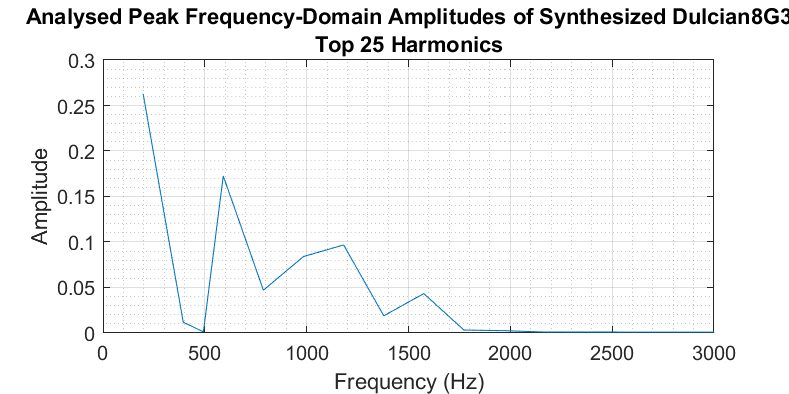 Analysed Peak Frequency-Domain Amplitudes of Synthesized Dulcian8G3
Top 25 Harmonics
0.3
0.25
0.2
0.15
0.1
0.05
0
Amplitude
0 500 1000 1500 2000 2500 3000
Frequency (Hz)